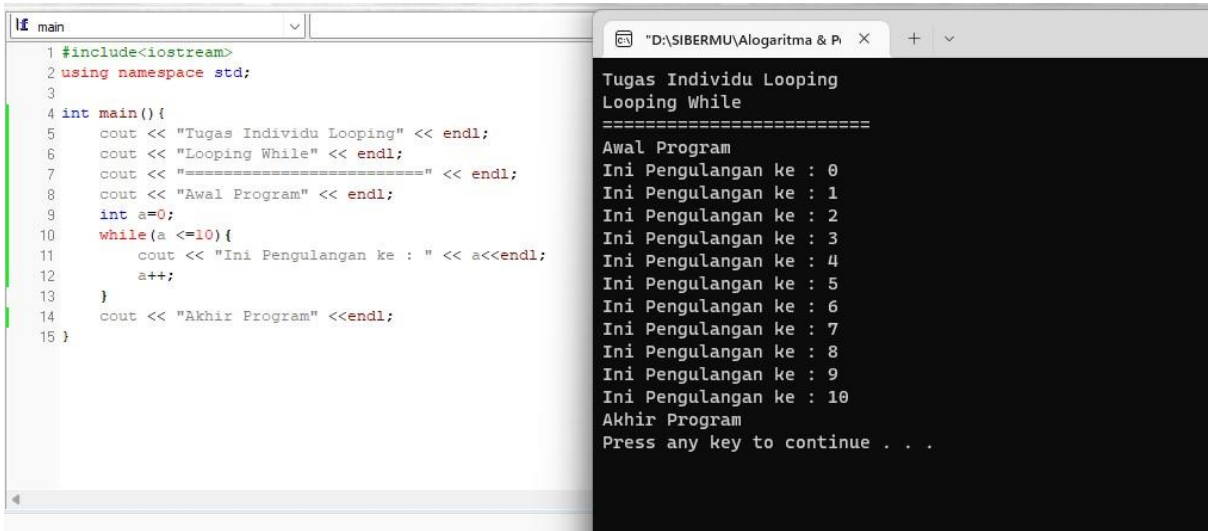 main
1 #include<iostream>
2 using namespace std;
3
4 int main(){
5 cout << "Tugas Individu Looping" << endl;
6 cout << "Looping While" << endl;
7 cout << "=========================" << endl;
8 cout << "Awal Program" << endl;
9 int a=0;
10 while(a <=10){
11 cout << "Ini Pengulangan ke : " << a<<endl;
12 a++;
13 }
14 cout << "Akhir Program" <<endl;
15 }
"D:\SIBERMU\Alogaritma & P
Tugas Individu Looping
Looping While
=========================
Awal Program
Ini Pengulangan ke : 0
Ini Pengulangan ke : 1
Ini Pengulangan ke : 2
Ini Pengulangan ke : 3
Ini Pengulangan ke : 4
Ini Pengulangan ke : 5
Ini Pengulangan ke : 6
Ini Pengulangan ke : 7
Ini Pengulangan ke : 8
Ini Pengulangan ke : 9
Ini Pengulangan ke : 10
Akhir Program
Press any key to continue . . .